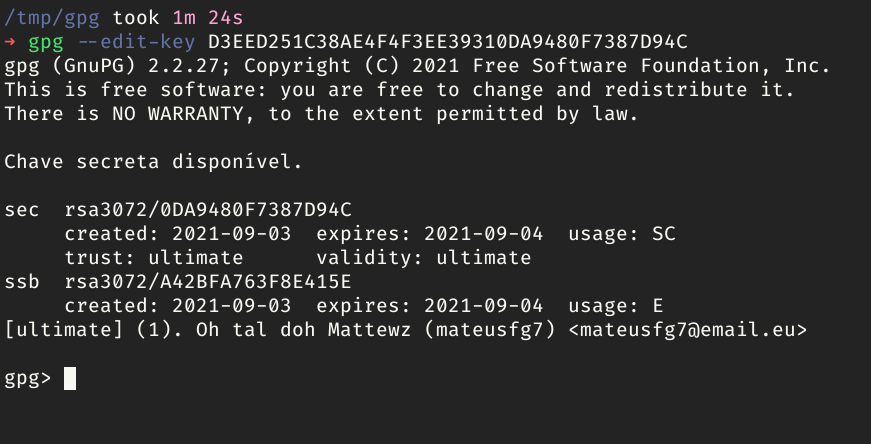 /tmp/gpg took 1m 24s
→ gpg --edit-key D3EED251C38AE4F4F3EE39310DA9480F7387D94C
gpg (GnuPG) 2.2.27; Copyright (C) 2021 Free Software Foundation, Inc.
This is free software: you are free to change and redistribute it.
There is NO WARRANTY, to the extent permitted by law.
Chave secreta disponível.
sec  rsa3072/0DA9480F7387D94C
     created: 2021-09-03  expires: 2021-09-04  usage: SC
     trust: ultimate      validity: ultimate
ssb  rsa3072/A42BFA763F8E415E
     created: 2021-09-03  expires: 2021-09-04  usage: E
[ultimate] (1). Oh tal doh Mattewz (mateusfg7) <mateusfg7@email.eu>
gpg>